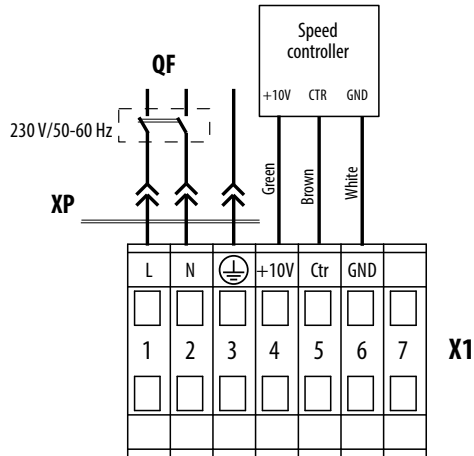 Speed
controller
QF
+10V CTR GND
230 V/50-60 Hz
Green
Brown
White
XP
L N +10V Ctr GND
1 2 3 4 5 6 7
X1